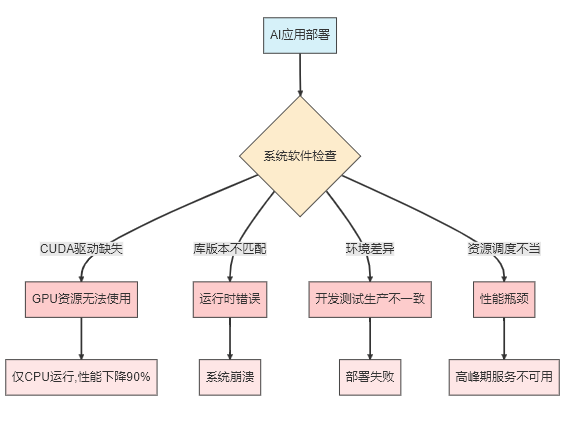 AI应用部署
系统软件检查
CUDA驱动缺失
库版本不匹配
环境差异
资源调度不当
GPU资源无法使用
运行时错误
开发测试生产不一致
性能瓶颈
仅CPU运行,性能下降90%
系统崩溃
部署失败
高峰期服务不可用